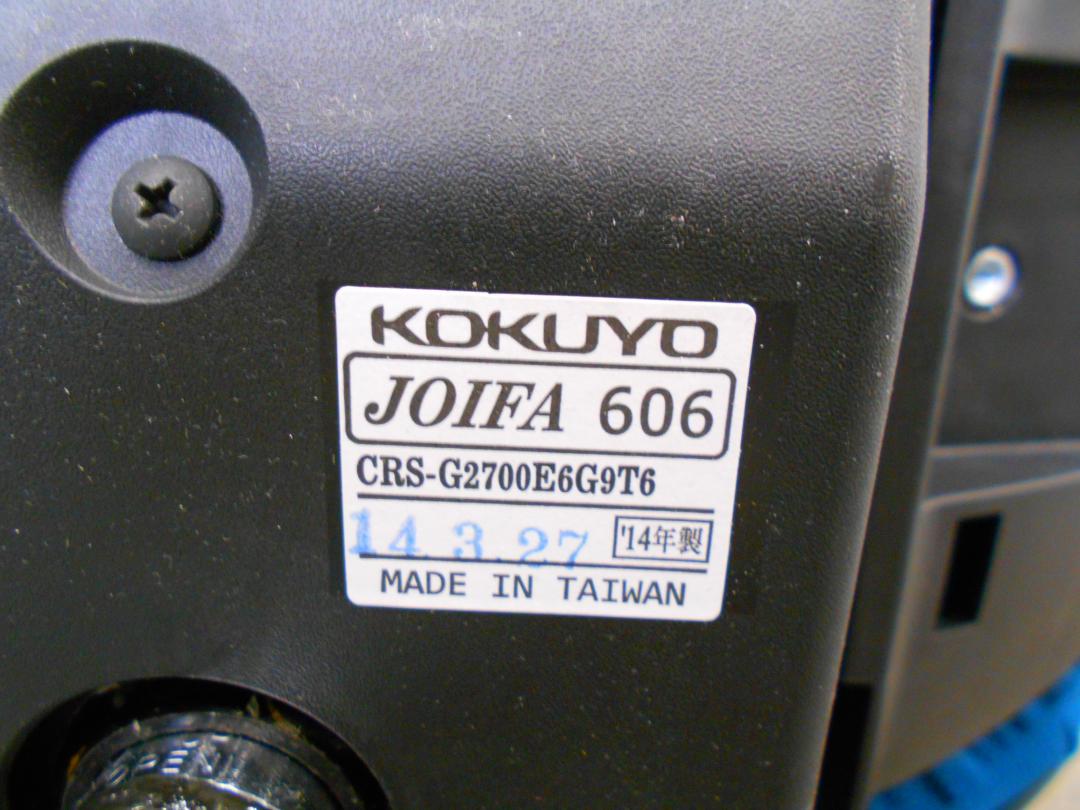 KOKUYO
JOIFA 606
CRS-G2700E6G9T6
14.3.27 '14年製
MADE IN TAIWAN